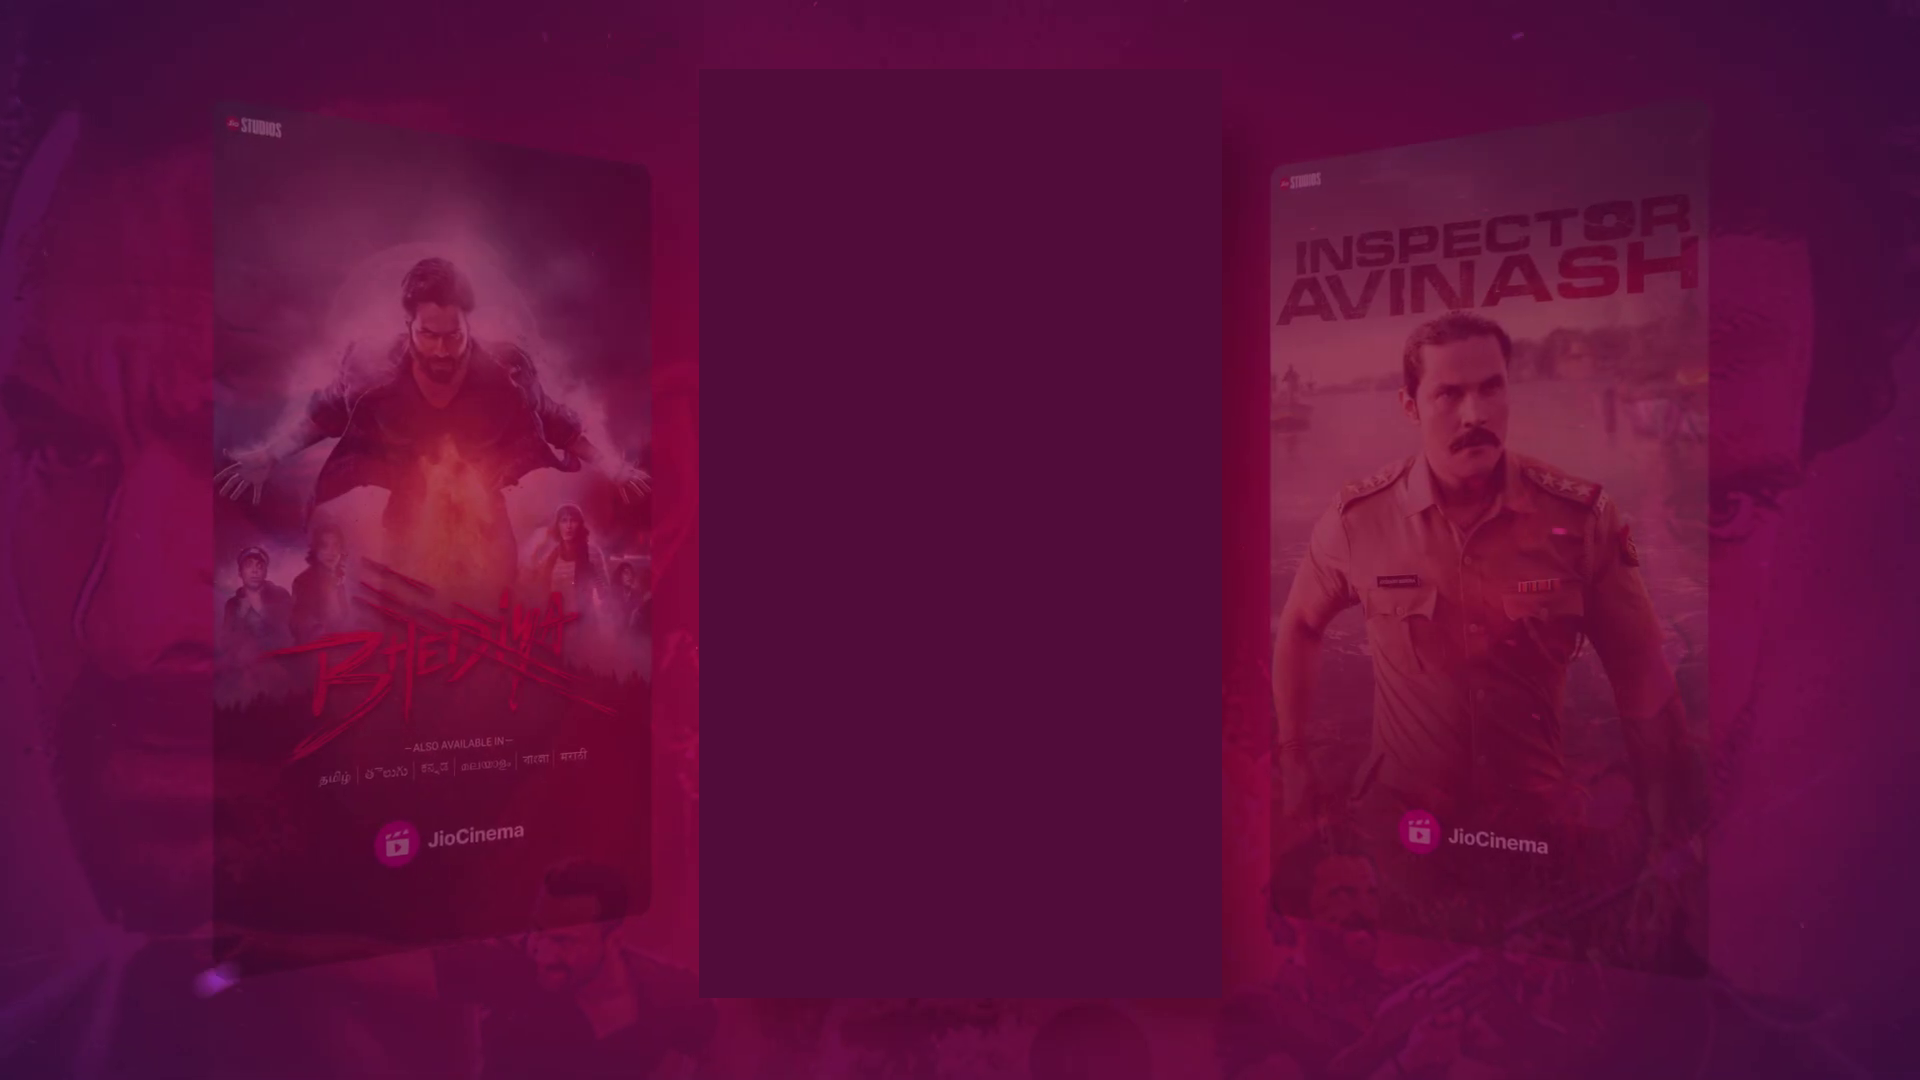 Jio STUDIOS
BHEDIYA
—ALSO AVAILABLE IN—
தமிழ் | తెలుగు | ಕನ್ನಡ | മലയാളം | বাংলা | मराठी
JioCinema
Jio STUDIOS
INSPECTOR
AVINASH
JioCinema